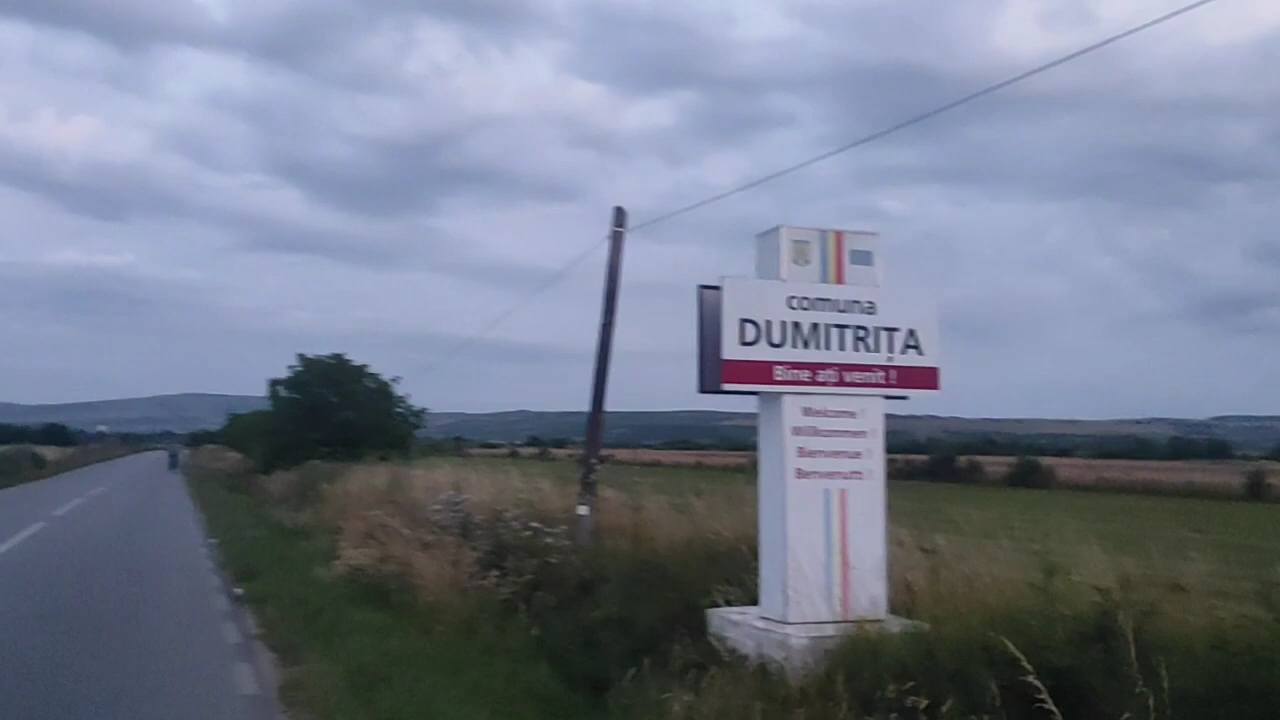 comuna
DUMITRIȚA
Bine ați venit !
Welcome !
Willkommen !
Bienvenue !
Benvenuti !